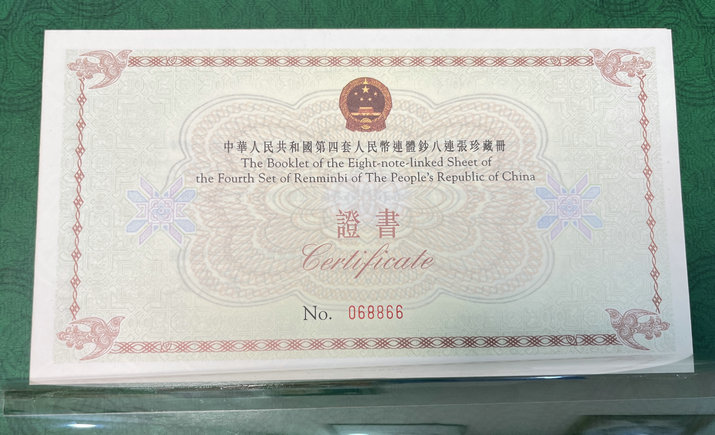 中華人民共和國第四套人民幣連體鈔八連張珍藏冊
The Booklet of the Eight-note-linked Sheet of
the Fourth Set of Renminbi of The People's Republic of China
證書
Certificate
No. 068866